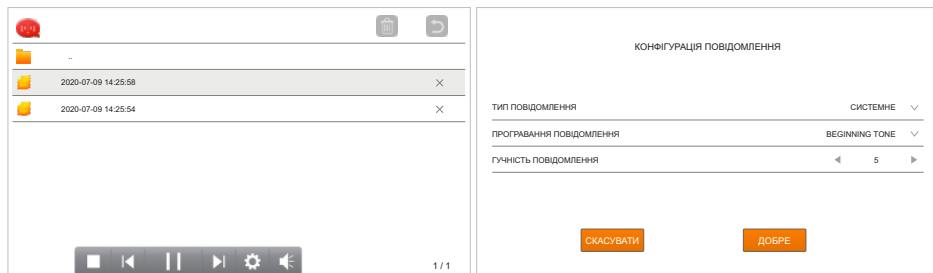 ..
2020-07-09 14:25:58
2020-07-09 14:25:54
1 / 1
КОНФІГУРАЦІЯ ПОВІДОМЛЕННЯ
ТИП ПОВІДОМЛЕННЯ СИСТЕМНЕ
ПРОГРАВАННЯ ПОВІДОМЛЕННЯ BEGINNING TONE
ГУЧНІСТЬ ПОВІДОМЛЕННЯ 5
СКАСУВАТИ ДОБРЕ